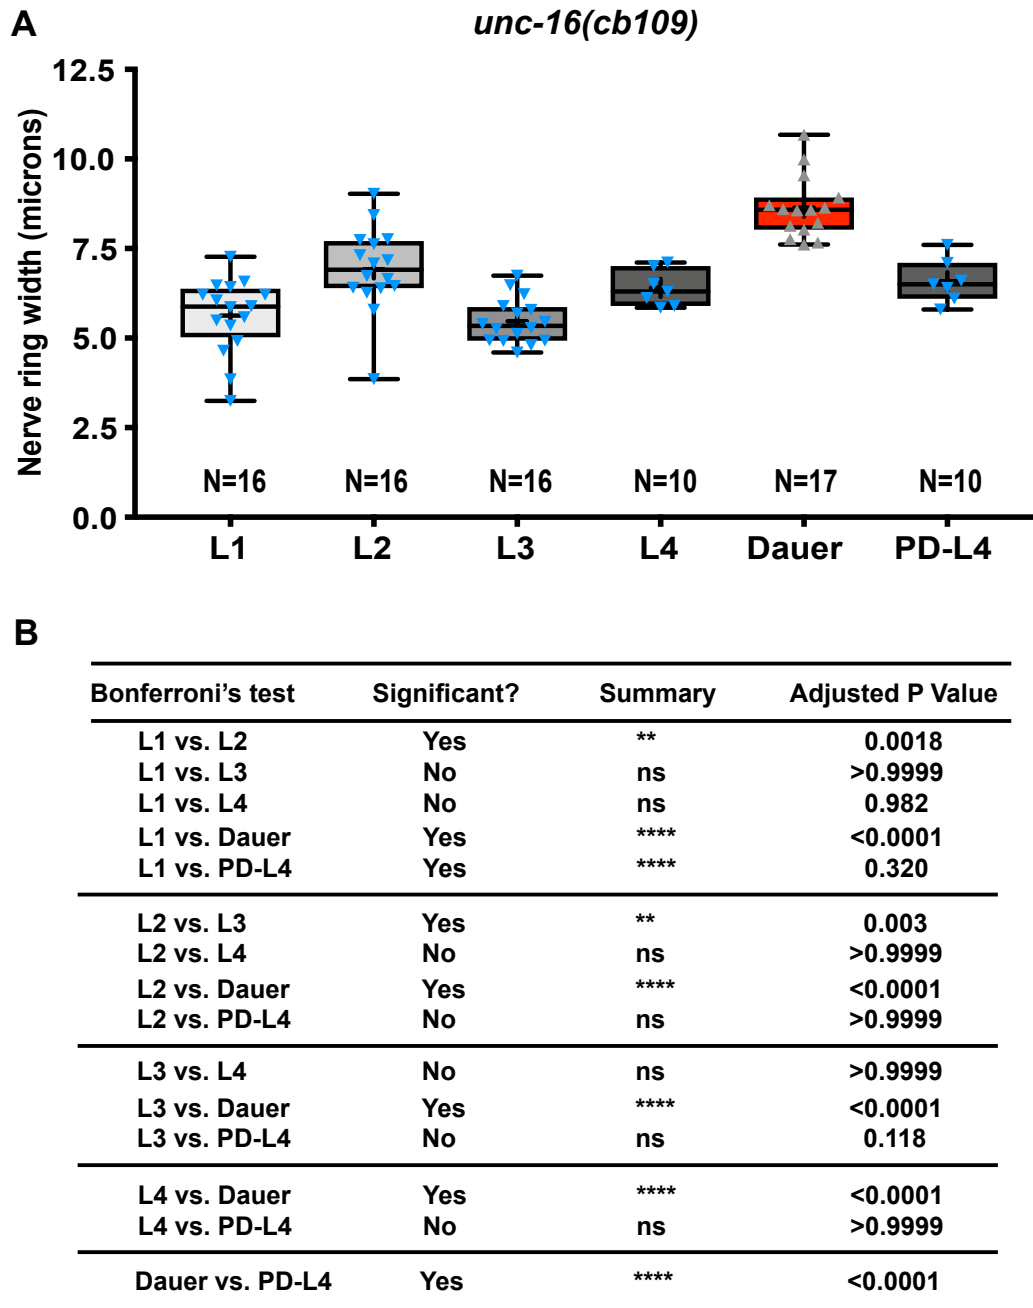 A
unc-16(cb109)
Nerve ring width (microns)
12.5
10.0
7.5
5.0
2.5
0.0
N=16 N=16 N=16 N=10 N=17 N=10
L1 L2 L3 L4 Dauer PD-L4
B
Bonferroni’s test Significant? Summary Adjusted P Value
L1 vs. L2 Yes ** 0.0018
L1 vs. L3 No ns >0.9999
L1 vs. L4 No ns 0.982
L1 vs. Dauer Yes **** <0.0001
L1 vs. PD-L4 Yes **** 0.320
L2 vs. L3 Yes ** 0.003
L2 vs. L4 No ns >0.9999
L2 vs. Dauer Yes **** <0.0001
L2 vs. PD-L4 No ns >0.9999
L3 vs. L4 No ns >0.9999
L3 vs. Dauer Yes **** <0.0001
L3 vs. PD-L4 No ns 0.118
L4 vs. Dauer Yes **** <0.0001
L4 vs. PD-L4 No ns >0.9999
Dauer vs. PD-L4 Yes **** <0.0001